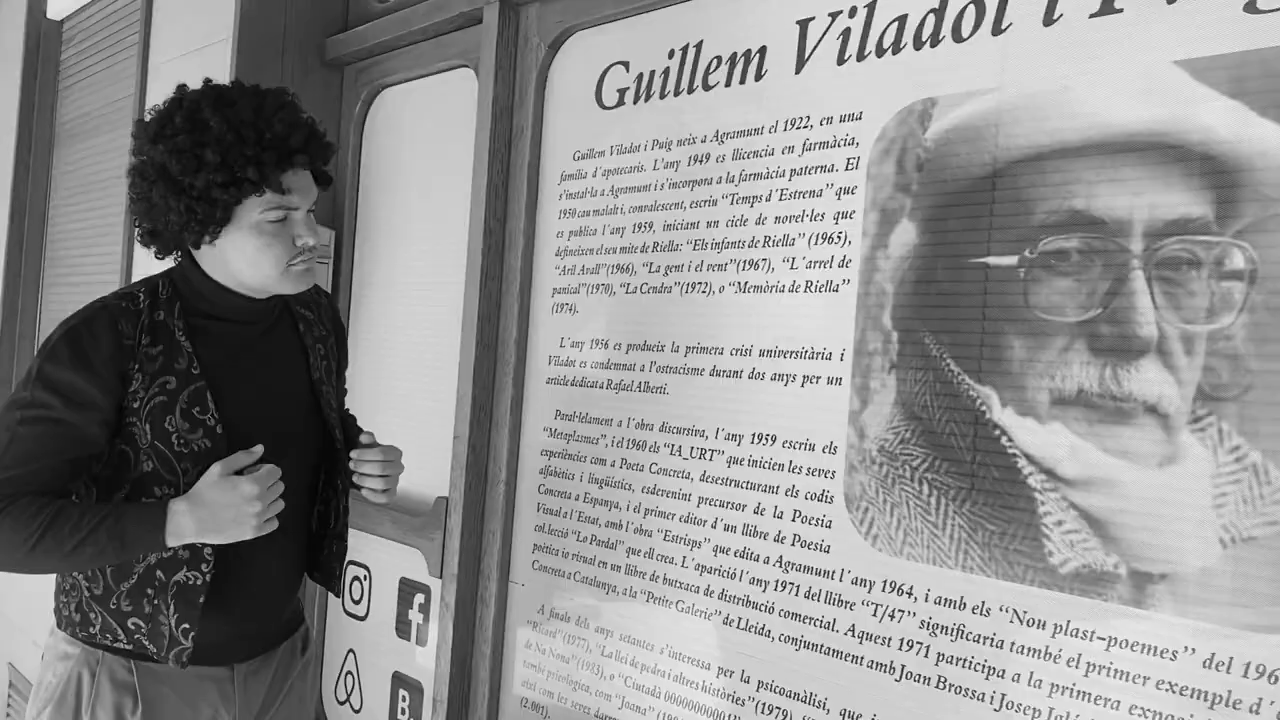 Guillem Viladot i Puig
Guillem Viladot i Puig neix a Agramunt el 1922, en una
família d´apotecaris. L'any 1949 es llicencia en farmàcia,
s'instal·la a Agramunt i s'incorpora a la farmàcia paterna. El
1950 cau malalt i, convalescent, escriu “Temps d´Estrena” que
es publica l´any 1959, iniciant un cicle de novel·les que
defineixen el seu mite de Riella: “Els infants de Riella” (1965),
“Aril Avall”(1966), “La gent i el vent”(1967), “L´arrel de
panical”(1970), “La Cendra”(1972), o “Memòria de Riella”
(1974).
L´any 1956 es produeix la primera crisi universitària i
Viladot es condemnat a l'ostracisme durant dos anys per un
article dedicat a Rafael Alberti.
Paral·lelament a l´obra discursiva, l´any 1959 escriu els
“Metaplasmes”, i el 1960 els “IA_URT” que inicien les seves
experiències com a Poeta Concreta, desestructurant els codis
alfabètics i lingüístics, esdevenint precursor de la Poesia
Concreta a Espanya, i el primer editor d´un llibre de Poesia
Visual a l´Estat, amb l´obra “Estrisps” que edita a Agramunt l´any 1964, i amb els “Nou plast-poemes” del 196
col.lecció “Lo Pardal” que ell crea. L´aparició l´any 1971 del llibre “T/47” significaria també el primer exemple d´
poètica io visual en un llibre de butxaca de distribució comercial. Aquest 1971 participa a la primera exposi
Concreta a Catalunya, a la “Petite Galerie” de Lleida, conjuntament amb Joan Brossa i Josep
A finals dels anys setantes s´interessa per la psicoanàlisi, que
“Ricard”(1977), “La llei de pedra i altres històries”(1979),
de Na Nona” (1983), o “Ciutadà 0000000001”
també psicològica, com “Joana”
així com les seves
(2.001).